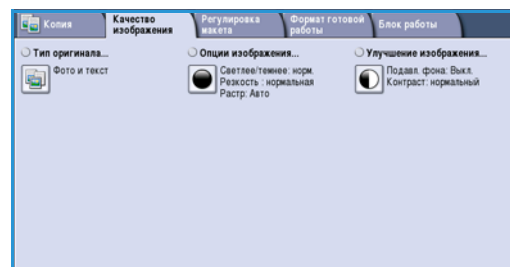 Копия
Качество
изображения
Регулировка
макета
Формат готовой
работы
Блок работы
Тип оригинала...
Опции изображения...
Улучшение изображения...
Фото и текст
Светлее/темнее: норм.
Резкость : нормальная
Растр: Авто
Подавл. фона: Выкл.
Контраст: нормальный